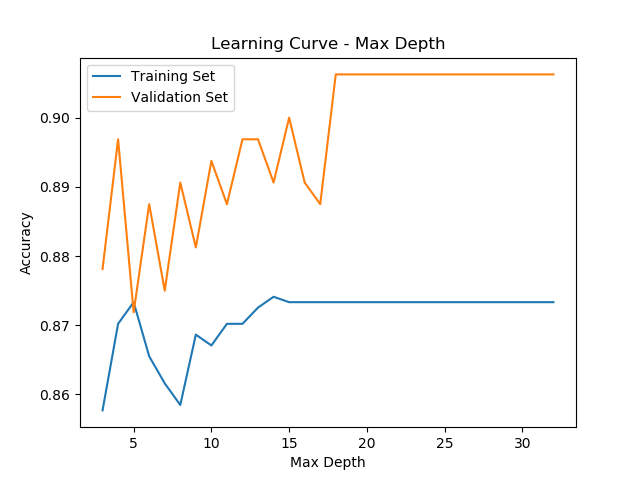 Learning Curve - Max Depth
Training Set
Validation Set
Accuracy
0.90
0.89
0.88
0.87
0.86
5 10 15 20 25 30
Max Depth